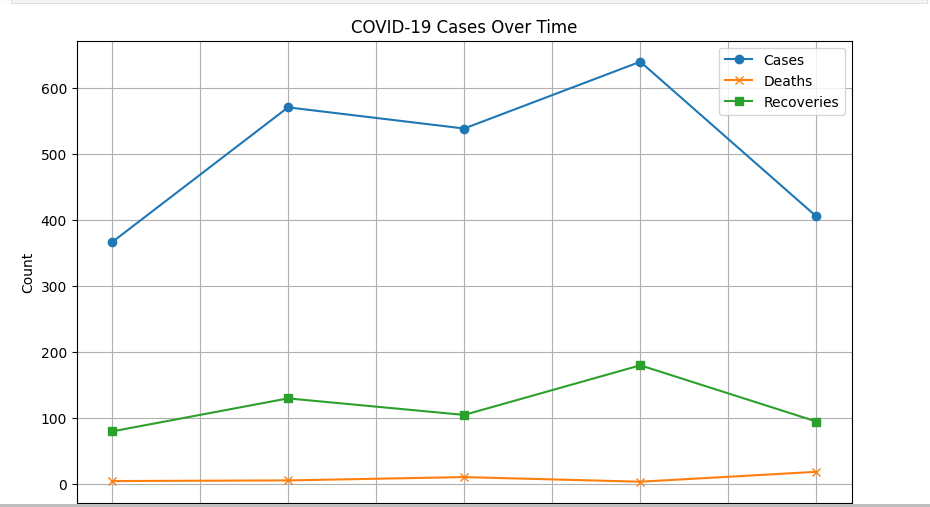 COVID-19 Cases Over Time
Cases
Deaths
Recoveries
600
500
400
300
200
100
0
Count